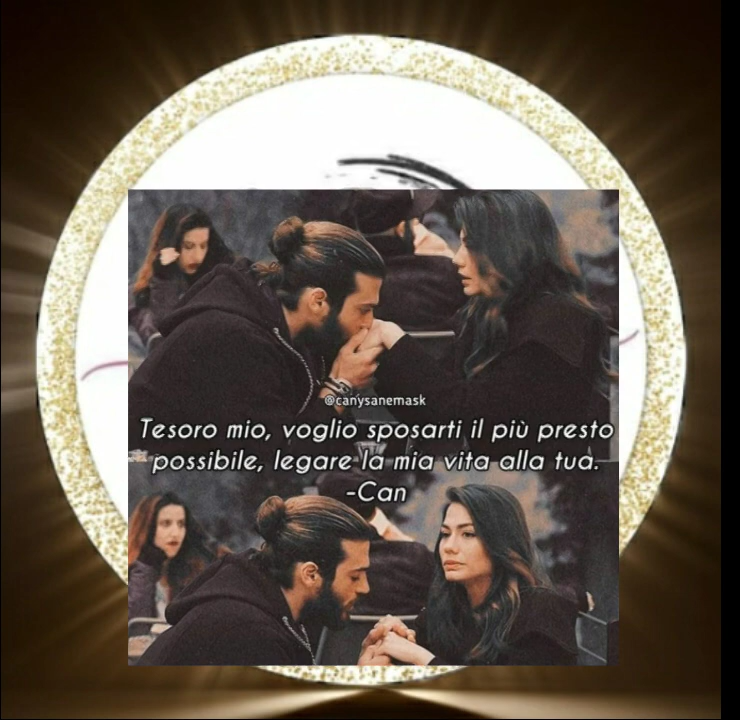 @canysanemask
Tesoro mio, voglio sposarti il più presto
possibile, legare la mia vita alla tua.
-Can